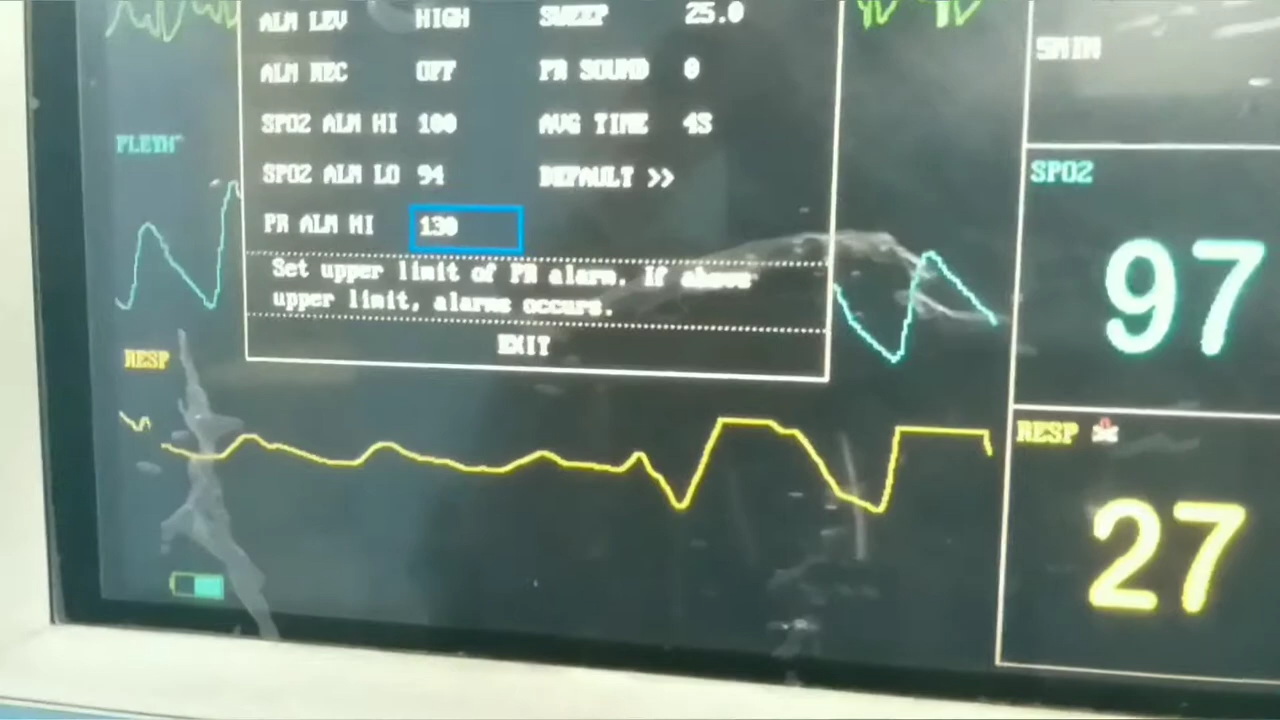 ALM LEV HIGH SWEEP 25.0
ALM REC OFF PR SOUND 0
SPO2 ALM HI 100 AVG TIME 4S
SPO2 ALM LO 94 DEFAULT >>
PR ALM HI 130
Set upper limit of PR alarm. If above
upper limit, alarms occurs.
EXIT
PLETH
RESP
5MIN
SPO2
97
RESP
27